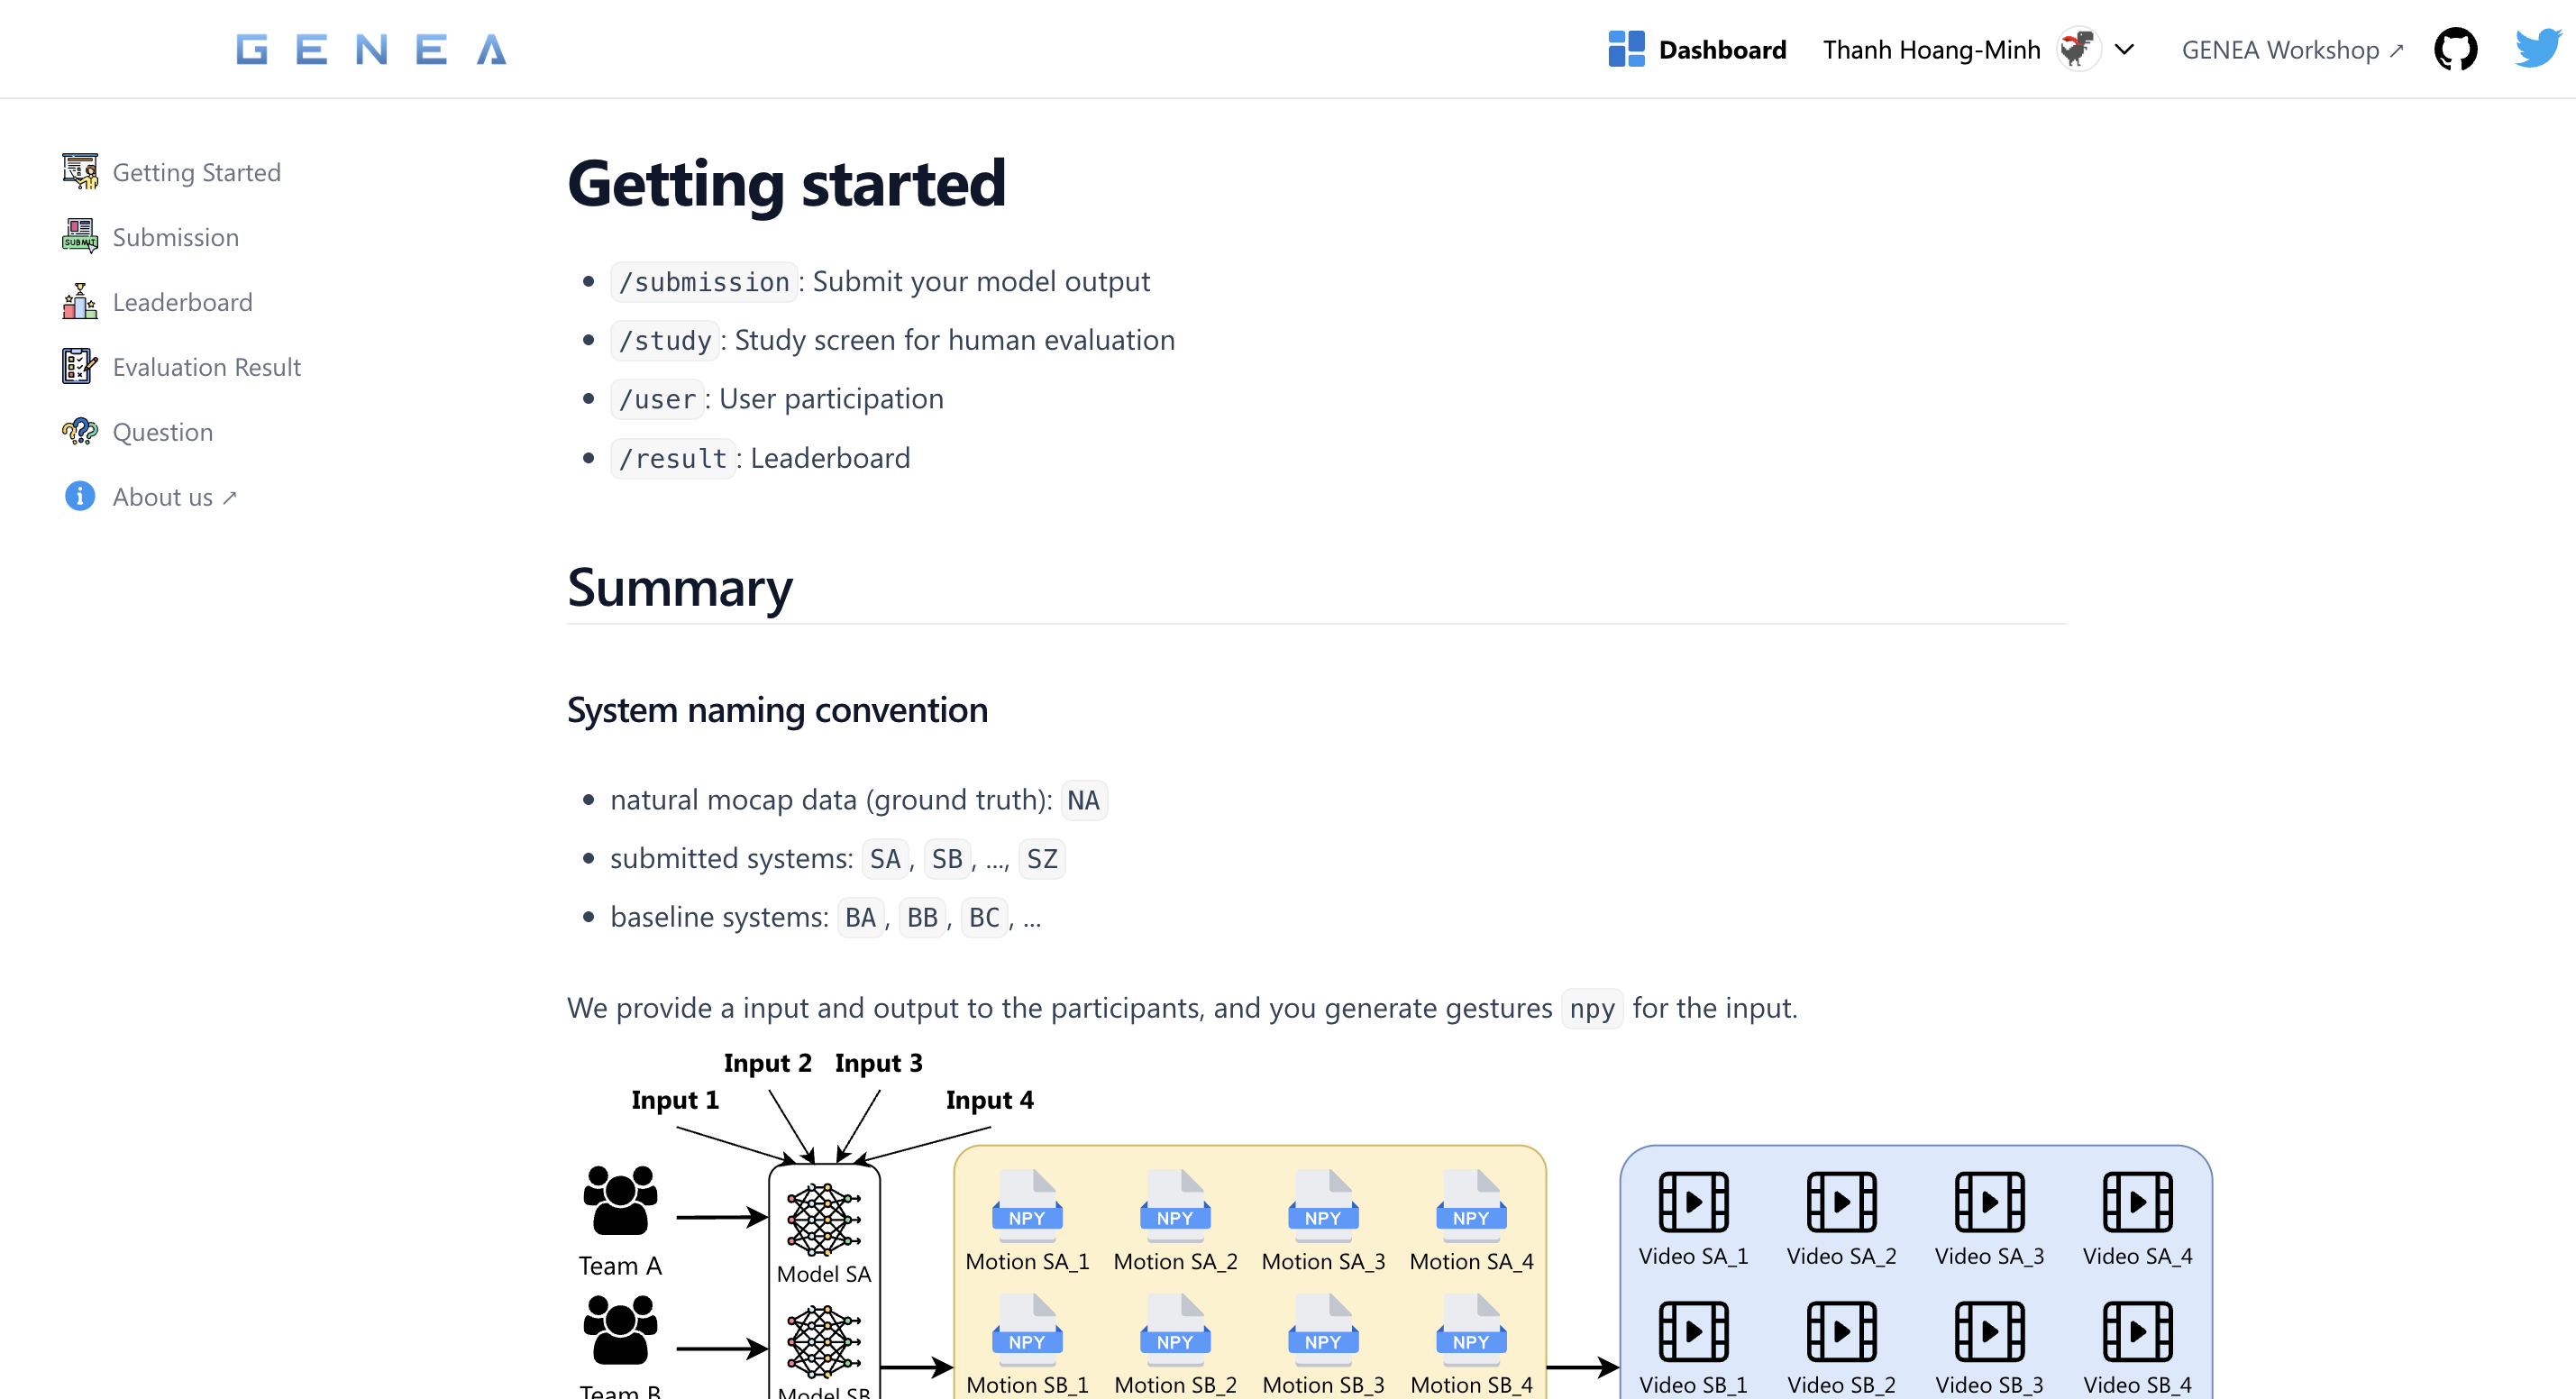 GENEA
Dashboard
Thanh Hoang-Minh
GENEA Workshop ↗
Getting Started
SUBMIT
Submission
Leaderboard
Evaluation Result
Question
About us ↗
Getting started
/submission: Submit your model output
/study: Study screen for human evaluation
/user: User participation
/result: Leaderboard
Summary
System naming convention
natural mocap data (ground truth): NA
submitted systems: SA, SB, ..., SZ
baseline systems: BA, BB, BC, ...
We provide a input and output to the participants, and you generate gestures npy for the input.
Input 2 Input 3
Input 1 Input 4
NPY NPY NPY NPY
Team A
Model SA
Motion SA_1 Motion SA_2 Motion SA_3 Motion SA_4
Video SA_1 Video SA_2 Video SA_3 Video SA_4
NPY NPY NPY NPY
Team B
Model SB
Motion SB_1 Motion SB_2 Motion SB_3 Motion SB_4
Video SB_1 Video SB_2 Video SB_3 Video SB_4